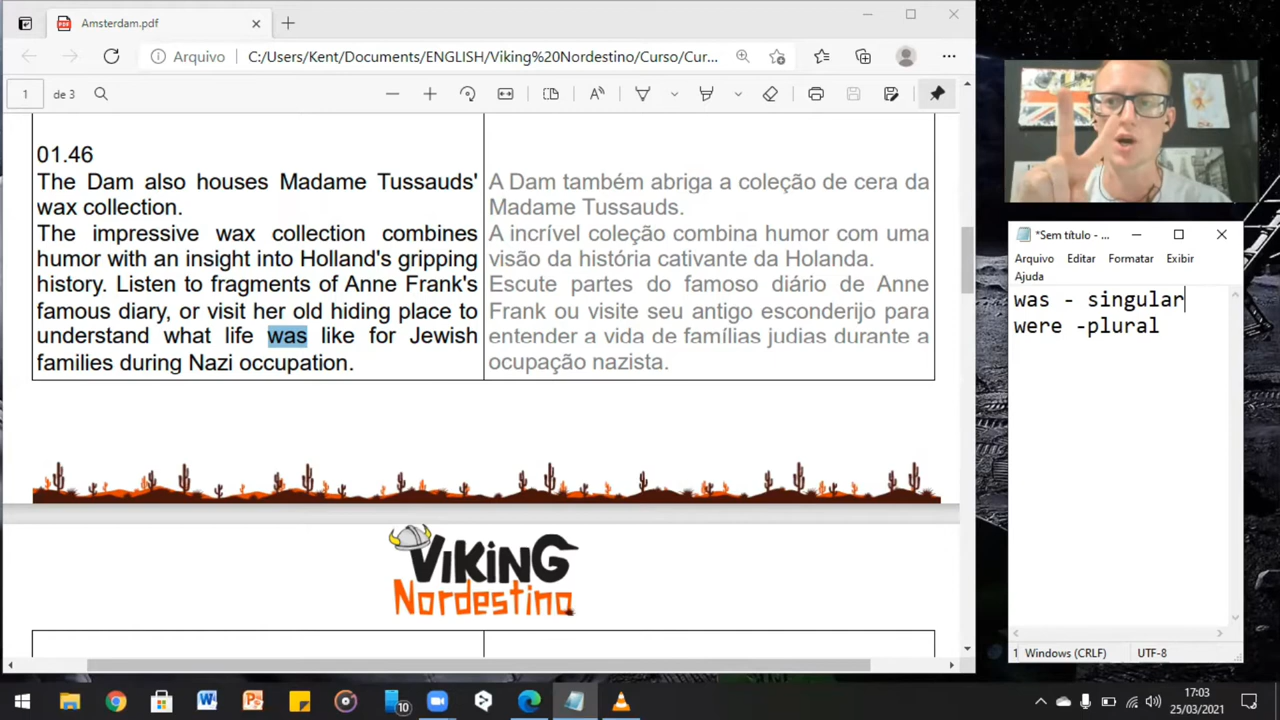 Amsterdam.pdf
Arquivo
C:/Users/Kent/Documents/ENGLISH/Viking%20Nordestino/Curso/Cur...
1
de 3
01.46
The Dam also houses Madame Tussauds'
wax collection.
The impressive wax collection combines
humor with an insight into Holland's gripping
history. Listen to fragments of Anne Frank's
famous diary, or visit her old hiding place to
understand what life was like for Jewish
families during Nazi occupation.
A Dam também abriga a coleção de cera da
Madame Tussauds.
A incrível coleção combina humor com uma
visão da história cativante da Holanda.
Escute partes do famoso diário de Anne
Frank ou visite seu antigo esconderijo para
entender a vida de famílias judias durante a
ocupação nazista.
VIKING
Nordestino
*Sem título - ...
Arquivo Editar Formatar Exibir
Ajuda
was - singular
were -plural
1 Windows (CRLF) UTF-8
10
17:03
25/03/2021